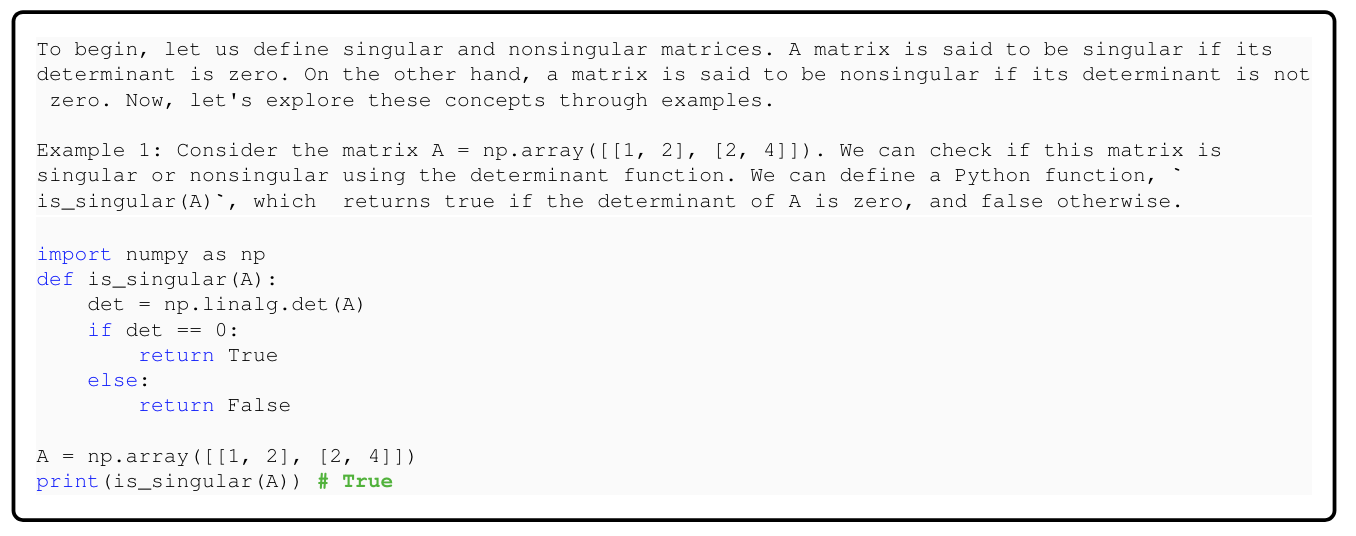 To begin, let us define singular and nonsingular matrices. A matrix is said to be singular if its
determinant is zero. On the other hand, a matrix is said to be nonsingular if its determinant is not
zero. Now, let's explore these concepts through examples.

Example 1: Consider the matrix A = np.array([[1, 2], [2, 4]]). We can check if this matrix is
singular or nonsingular using the determinant function. We can define a Python function, `
is_singular(A)`, which  returns true if the determinant of A is zero, and false otherwise.

import numpy as np
def is_singular(A):
    det = np.linalg.det(A)
    if det == 0:
        return True
    else:
        return False

A = np.array([[1, 2], [2, 4]])
print(is_singular(A)) # True